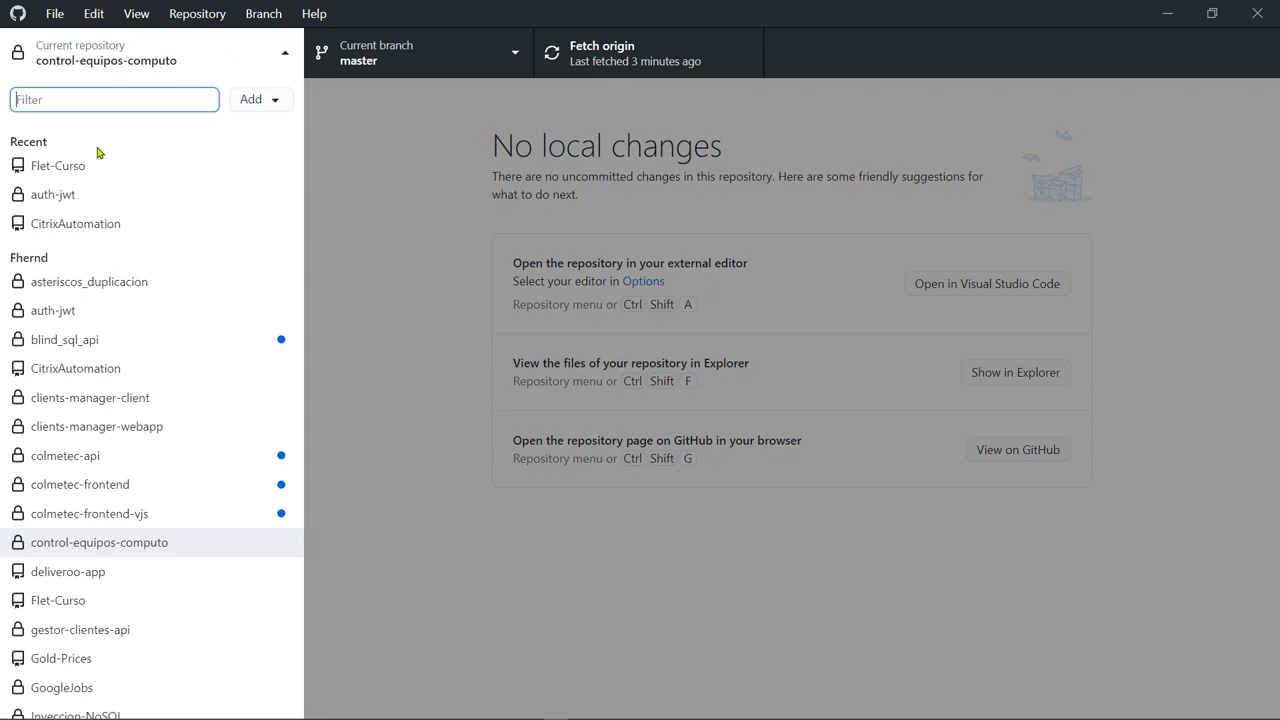 File Edit View Repository Branch Help
Current repository
control-equipos-computo
Current branch
master
Fetch origin
Last fetched 3 minutes ago
Filter
Add
Recent
Flet-Curso
auth-jwt
CitrixAutomation
Fhernd
asteriscos_duplicacion
auth-jwt
blind_sql_api
CitrixAutomation
clients-manager-client
clients-manager-webapp
colmetec-api
colmetec-frontend
colmetec-frontend-vjs
control-equipos-computo
deliveroo-app
Flet-Curso
gestor-clientes-api
Gold-Prices
GoogleJobs
Inyeccion-NoSQL
No local changes
There are no uncommitted changes in this repository. Here are some friendly suggestions for
what to do next.
Open the repository in your external editor
Select your editor in Options
Repository menu or Ctrl Shift A
Open in Visual Studio Code
View the files of your repository in Explorer
Repository menu or Ctrl Shift F
Show in Explorer
Open the repository page on GitHub in your browser
Repository menu or Ctrl Shift G
View on GitHub